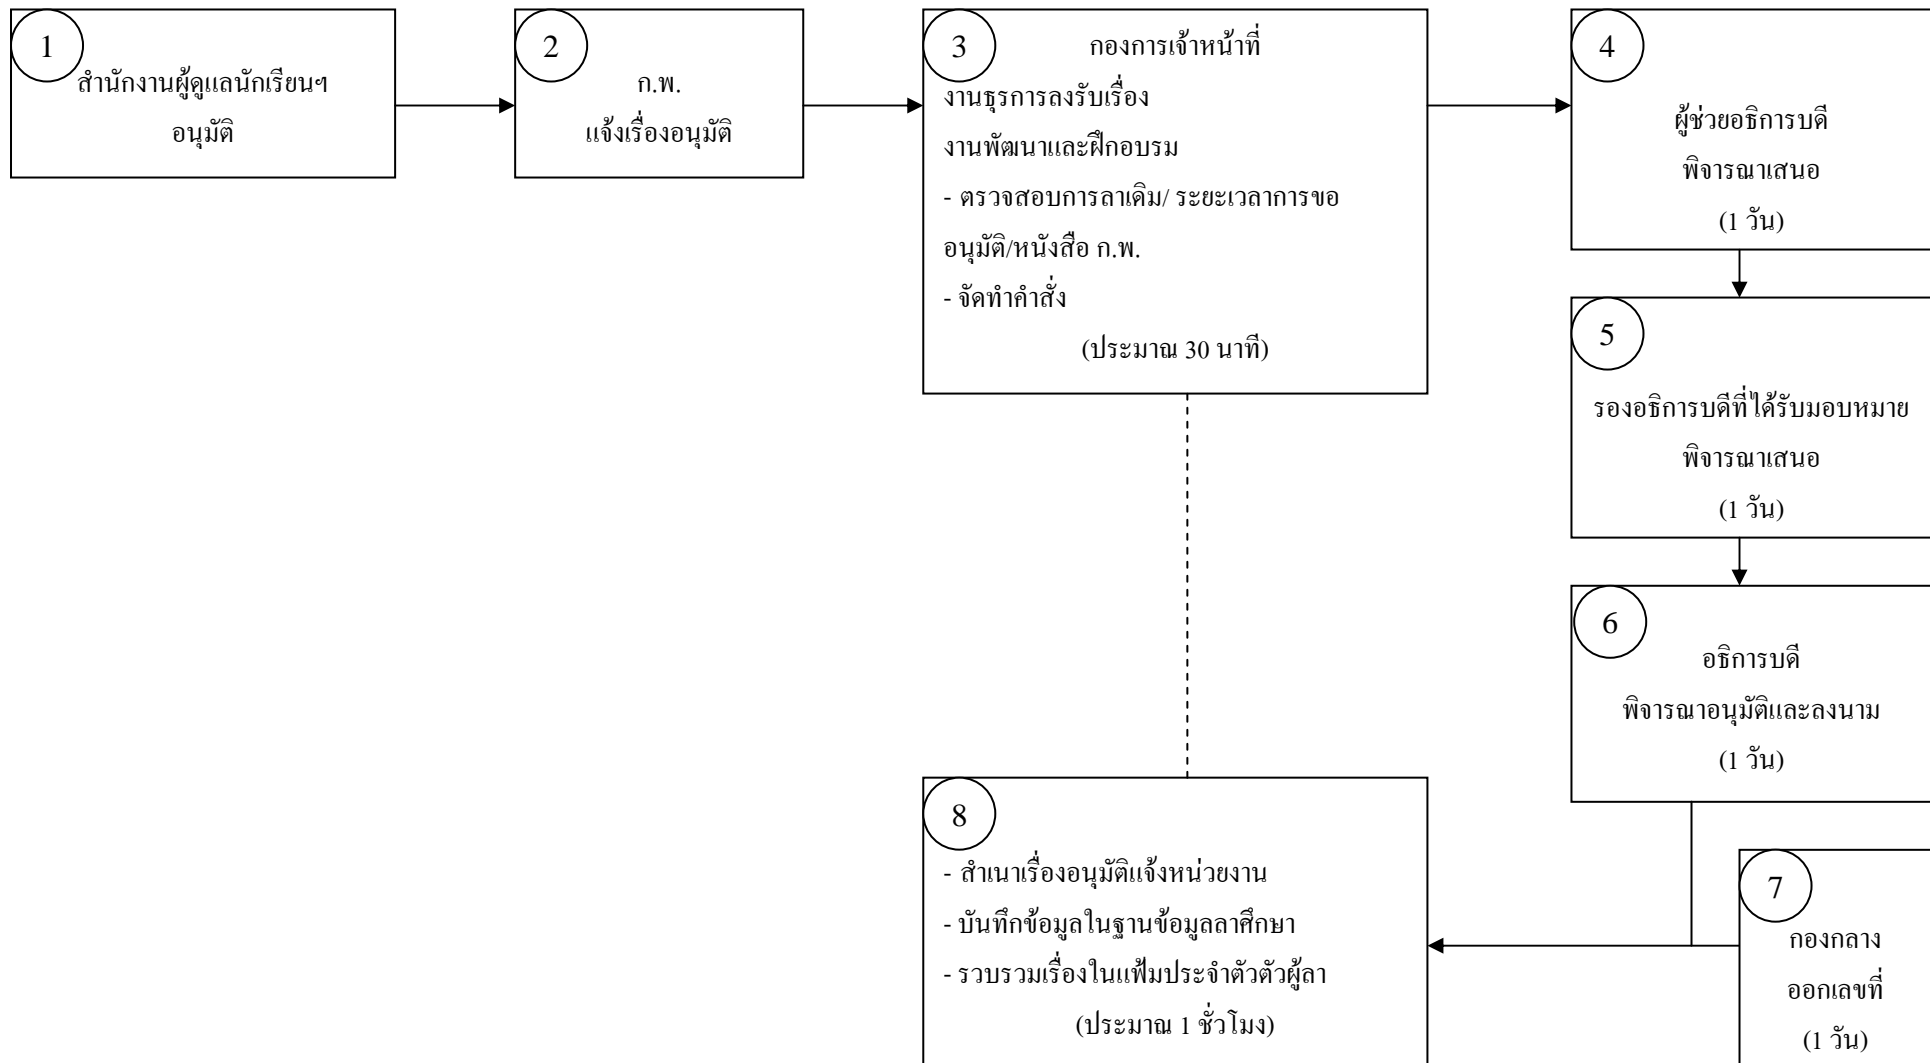 1
สำนักงานผู้ดูแลนักเรียนฯ
อนุมัติ
2
ก.พ.
แจ้งเรื่องอนุมัติ
3
กองการเจ้าหน้าที่
งานธุรการลงรับเรื่อง
งานพัฒนาและฝึกอบรม
- ตรวจสอบการลาเดิม/ ระยะเวลาการขอ
อนุมัติ/หนังสือ ก.พ.
- จัดทำคำสั่ง
(ประมาณ 30 นาที)
4
ผู้ช่วยอธิการบดี
พิจารณาเสนอ
(1 วัน)
5
รองอธิการบดีที่ได้รับมอบหมาย
พิจารณาเสนอ
(1 วัน)
6
อธิการบดี
พิจารณาอนุมัติและลงนาม
(1 วัน)
7
กองกลาง
ออกเลขที่
(1 วัน)
8
- สำเนาเรื่องอนุมัติแจ้งหน่วยงาน
- บันทึกข้อมูลในฐานข้อมูลลาศึกษา
- รวบรวมเรื่องในแฟ้มประจำตัวตัวผู้ลา
(ประมาณ 1 ชั่วโมง)